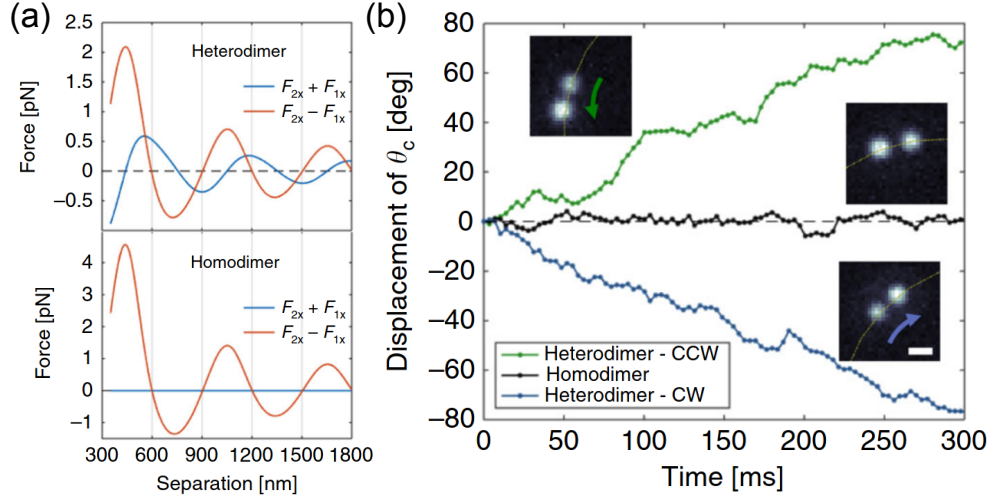 (a)
Heterodimer
F2x + F1x
F2x − F1x
Force [pN]
2.5
2
1.5
1
0.5
0
−0.5
Homodimer
F2x + F1x
F2x − F1x
Force [pN]
4
3
2
1
0
−1
300 600 900 1200 1500 1800
Separation [nm]
(b)
Displacement of θc [deg]
80
60
40
20
0
−20
−40
−60
−80
Heterodimer - CCW
Homodimer
Heterodimer - CW
0 50 100 150 200 250 300
Time [ms]